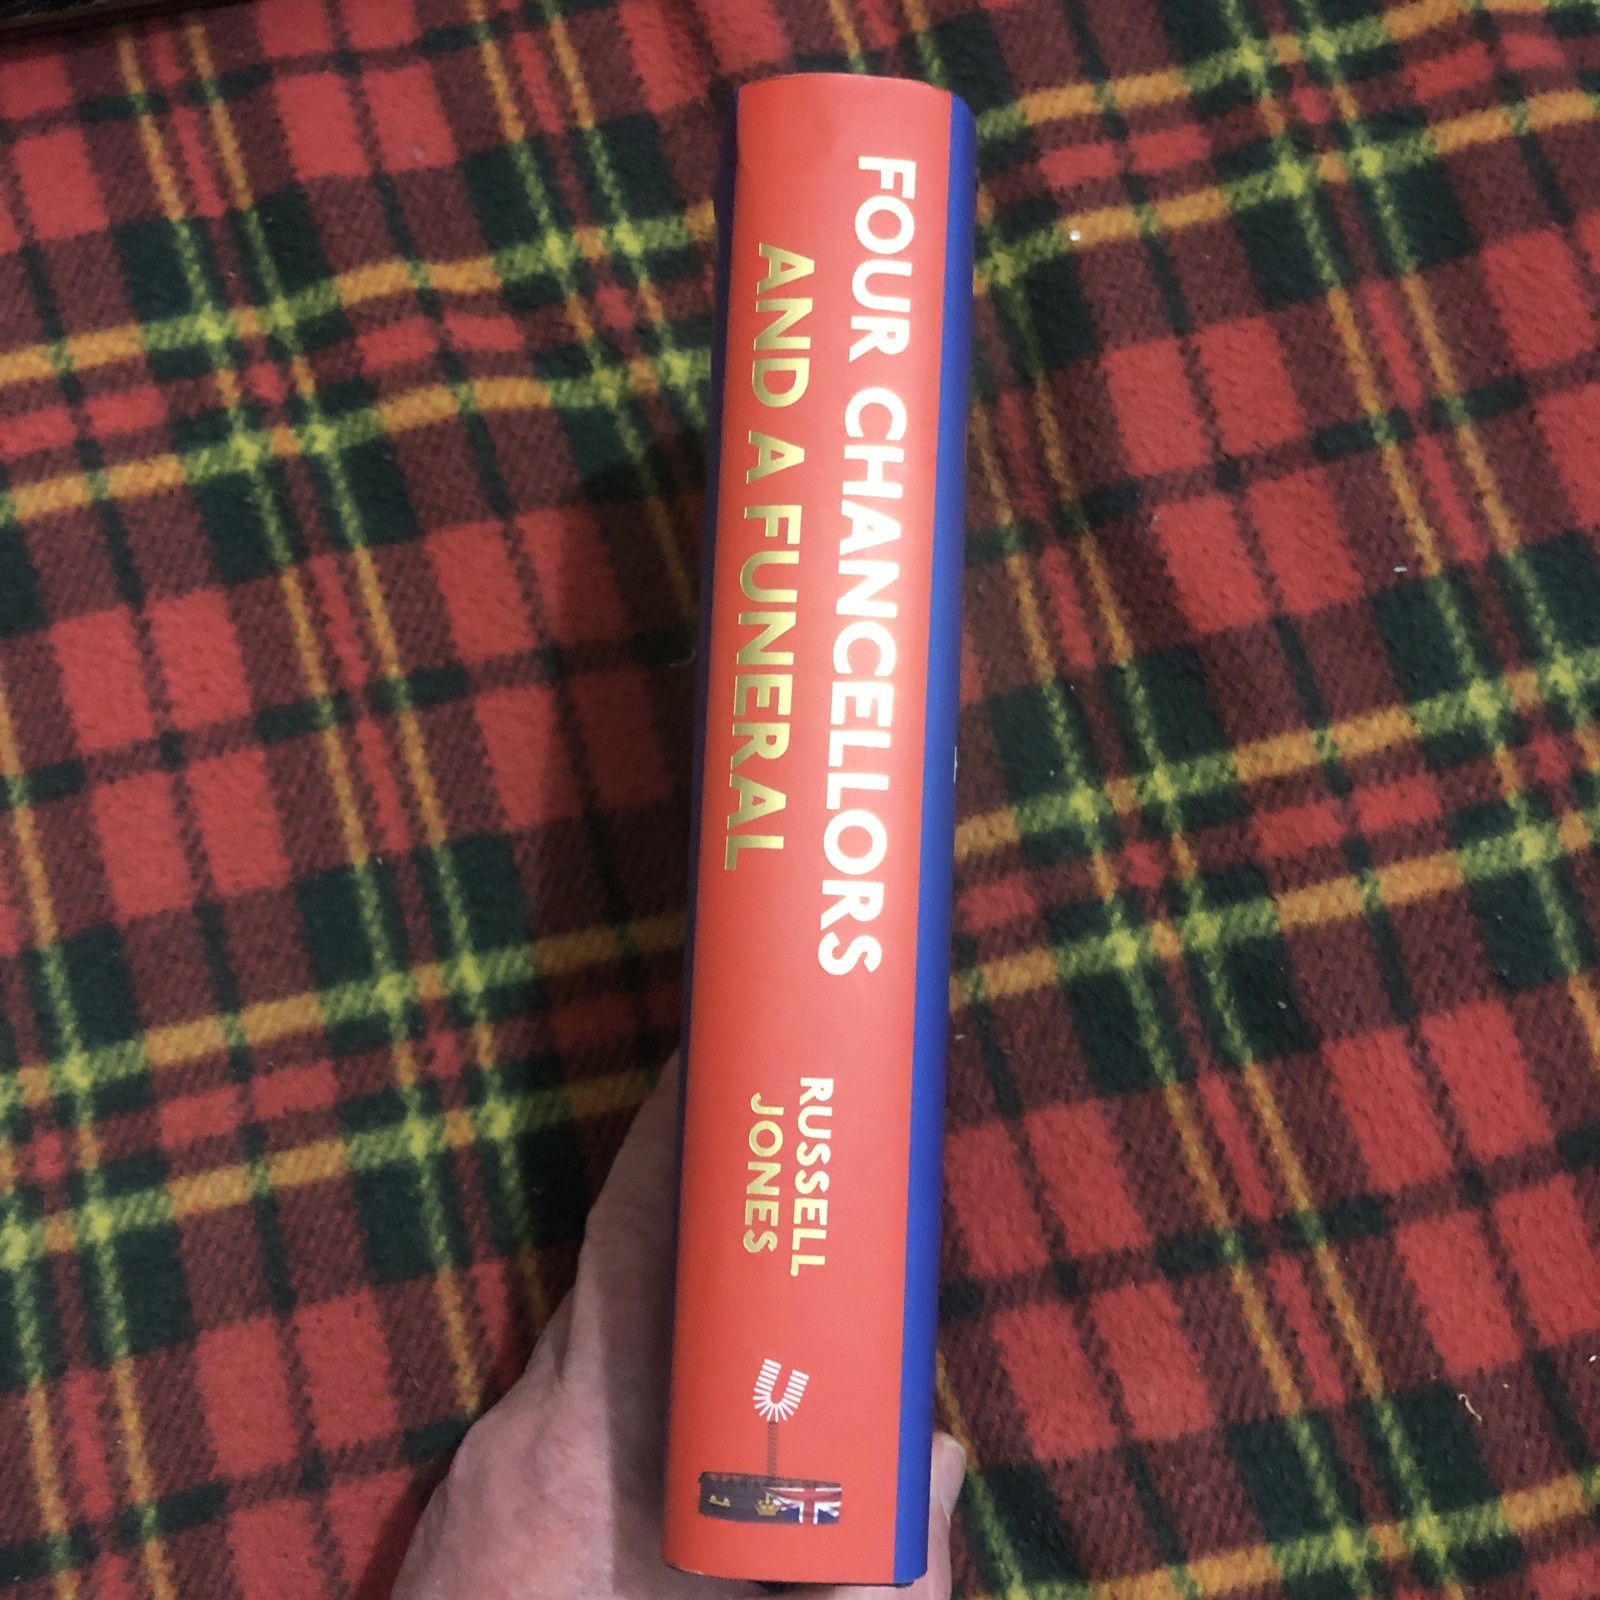 FOUR CHANCELLORS
AND A FUNERAL
RUSSELL
JONES